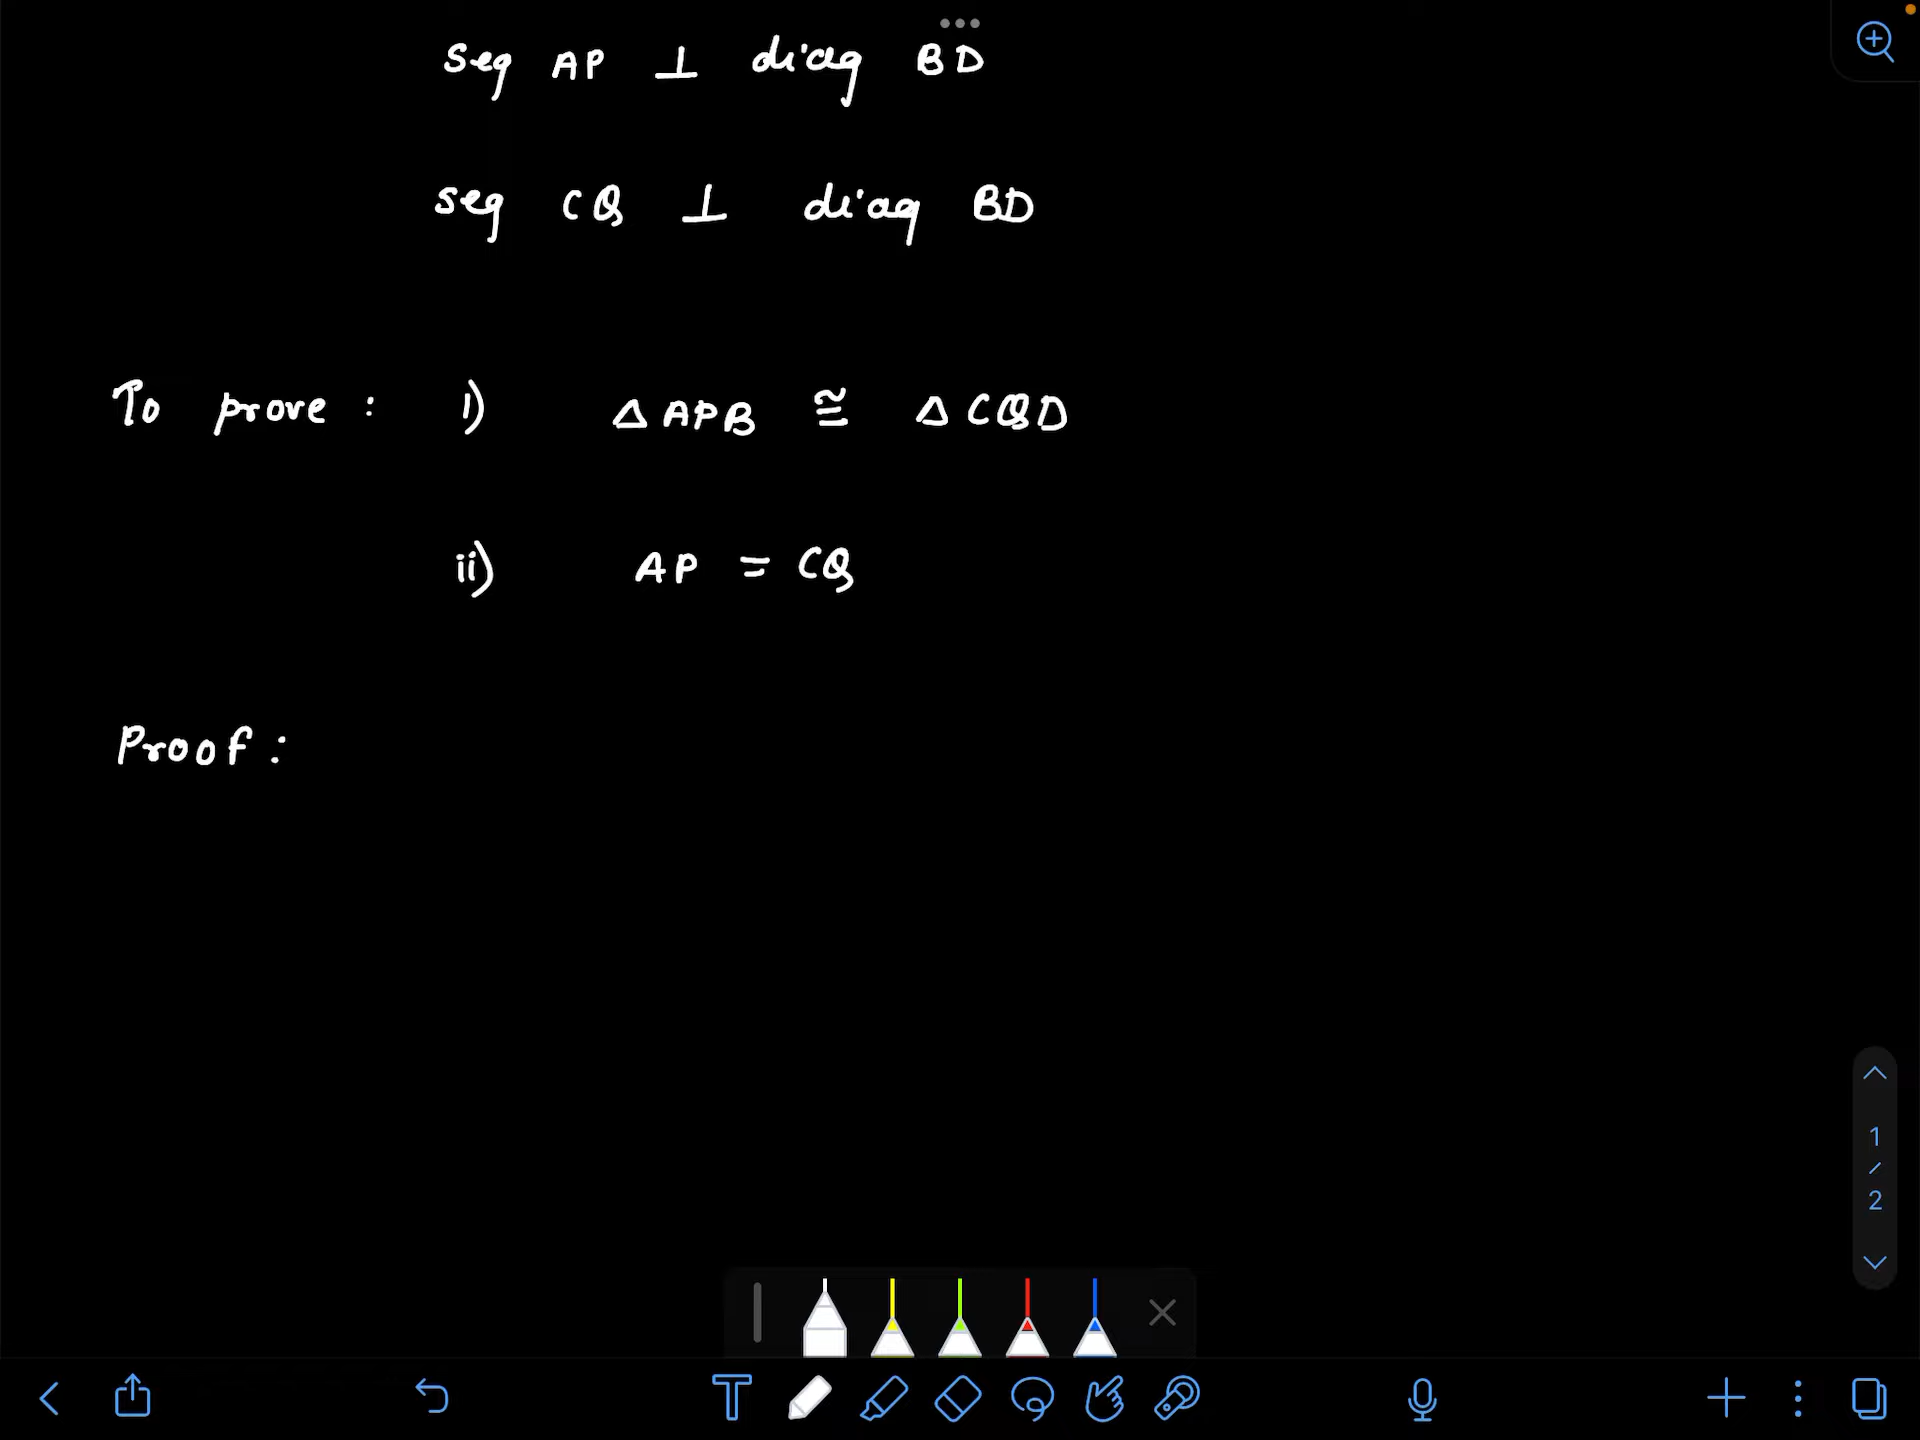 seg AP ⊥ diag BD
seg CQ ⊥ diag BD
To prove : i) Δ APB ≅ Δ CQD
ii) AP = CQ
Proof :
1
/
2